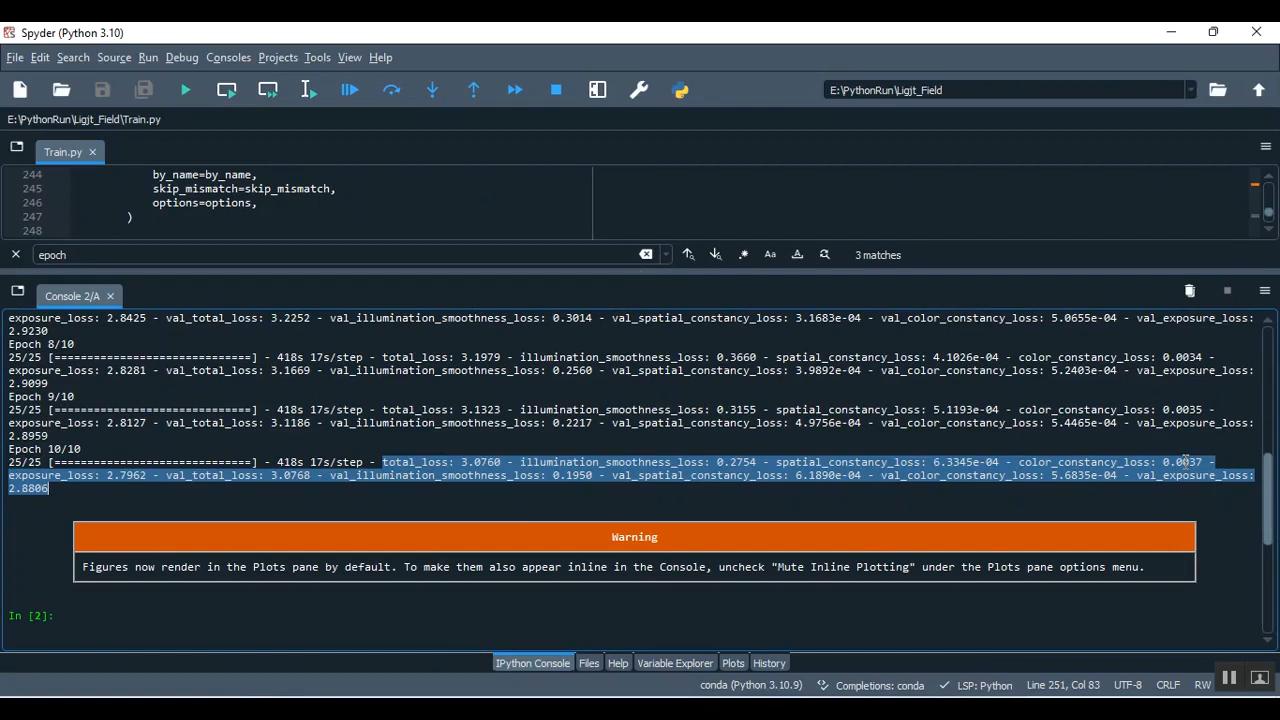 Spyder (Python 3.10)
File Edit Search Source Run Debug Consoles Projects Tools View Help
E:\PythonRun\Ligjt_Field
E:\PythonRun\Ligjt_Field\Train.py
Train.py
244 by_name=by_name,
245 skip_mismatch=skip_mismatch,
246 options=options,
247 )
248
epoch Aa 3 matches
Console 2/A
exposure_loss: 2.8425 - val_total_loss: 3.2252 - val_illumination_smoothness_loss: 0.3014 - val_spatial_constancy_loss: 3.1683e-04 - val_color_constancy_loss: 5.0655e-04 - val_exposure_loss:
2.9230
Epoch 8/10
25/25 [==============================] - 418s 17s/step - total_loss: 3.1979 - illumination_smoothness_loss: 0.3660 - spatial_constancy_loss: 4.1026e-04 - color_constancy_loss: 0.0034 -
exposure_loss: 2.8281 - val_total_loss: 3.1669 - val_illumination_smoothness_loss: 0.2560 - val_spatial_constancy_loss: 3.9892e-04 - val_color_constancy_loss: 5.2403e-04 - val_exposure_loss:
2.9099
Epoch 9/10
25/25 [==============================] - 418s 17s/step - total_loss: 3.1323 - illumination_smoothness_loss: 0.3155 - spatial_constancy_loss: 5.1193e-04 - color_constancy_loss: 0.0035 -
exposure_loss: 2.8127 - val_total_loss: 3.1186 - val_illumination_smoothness_loss: 0.2217 - val_spatial_constancy_loss: 4.9756e-04 - val_color_constancy_loss: 5.4465e-04 - val_exposure_loss:
2.8959
Epoch 10/10
25/25 [==============================] - 418s 17s/step - total_loss: 3.0760 - illumination_smoothness_loss: 0.2754 - spatial_constancy_loss: 6.3345e-04 - color_constancy_loss: 0.0037 -
exposure_loss: 2.7962 - val_total_loss: 3.0768 - val_illumination_smoothness_loss: 0.1950 - val_spatial_constancy_loss: 6.1890e-04 - val_color_constancy_loss: 5.6835e-04 - val_exposure_loss:
2.8806
Warning
Figures now render in the Plots pane by default. To make them also appear inline in the Console, uncheck "Mute Inline Plotting" under the Plots pane options menu.
In [2]:
IPython Console Files Help Variable Explorer Plots History
conda (Python 3.10.9) Completions: conda LSP: Python Line 251, Col 83 UTF-8 CRLF RW